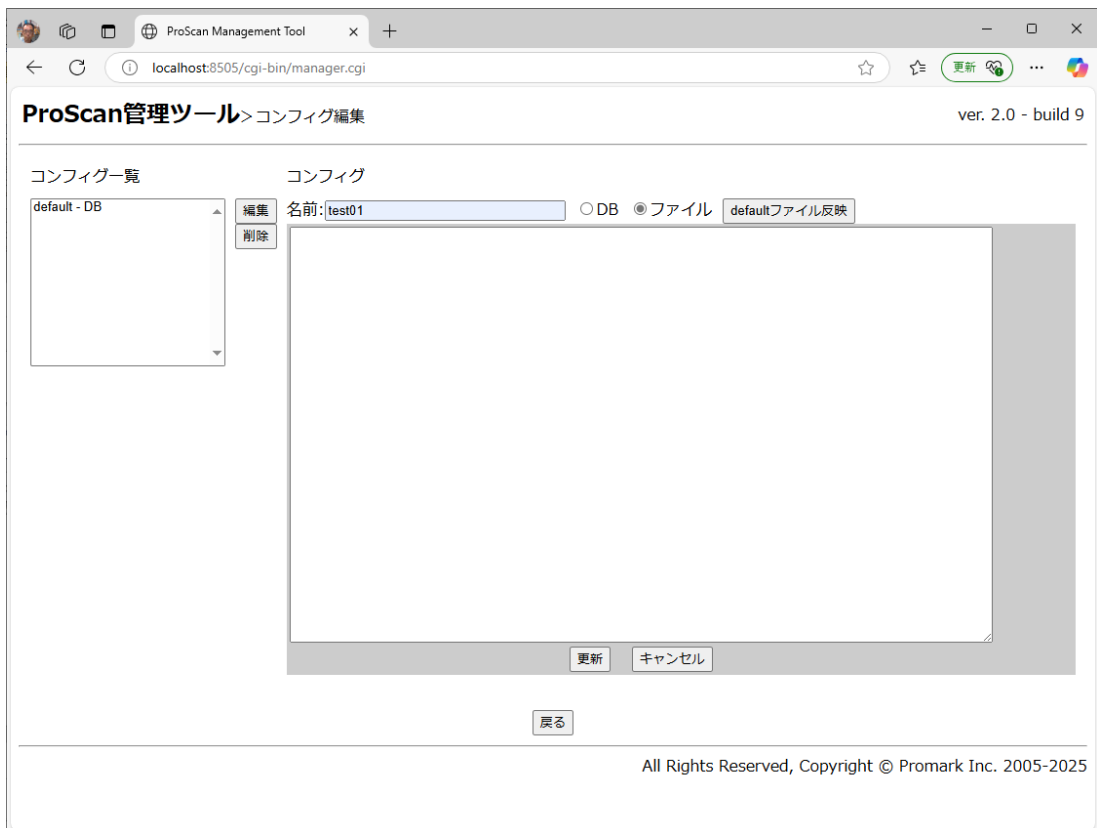 ProScan Management Tool
localhost:8505/cgi-bin/manager.cgi
更新
ProScan管理ツール>コンフィグ編集
ver. 2.0 - build 9
コンフィグ一覧
コンフィグ
default - DB
編集
削除
名前:test01
DB
ファイル
defaultファイル反映
更新
キャンセル
戻る
All Rights Reserved, Copyright © Promark Inc. 2005-2025